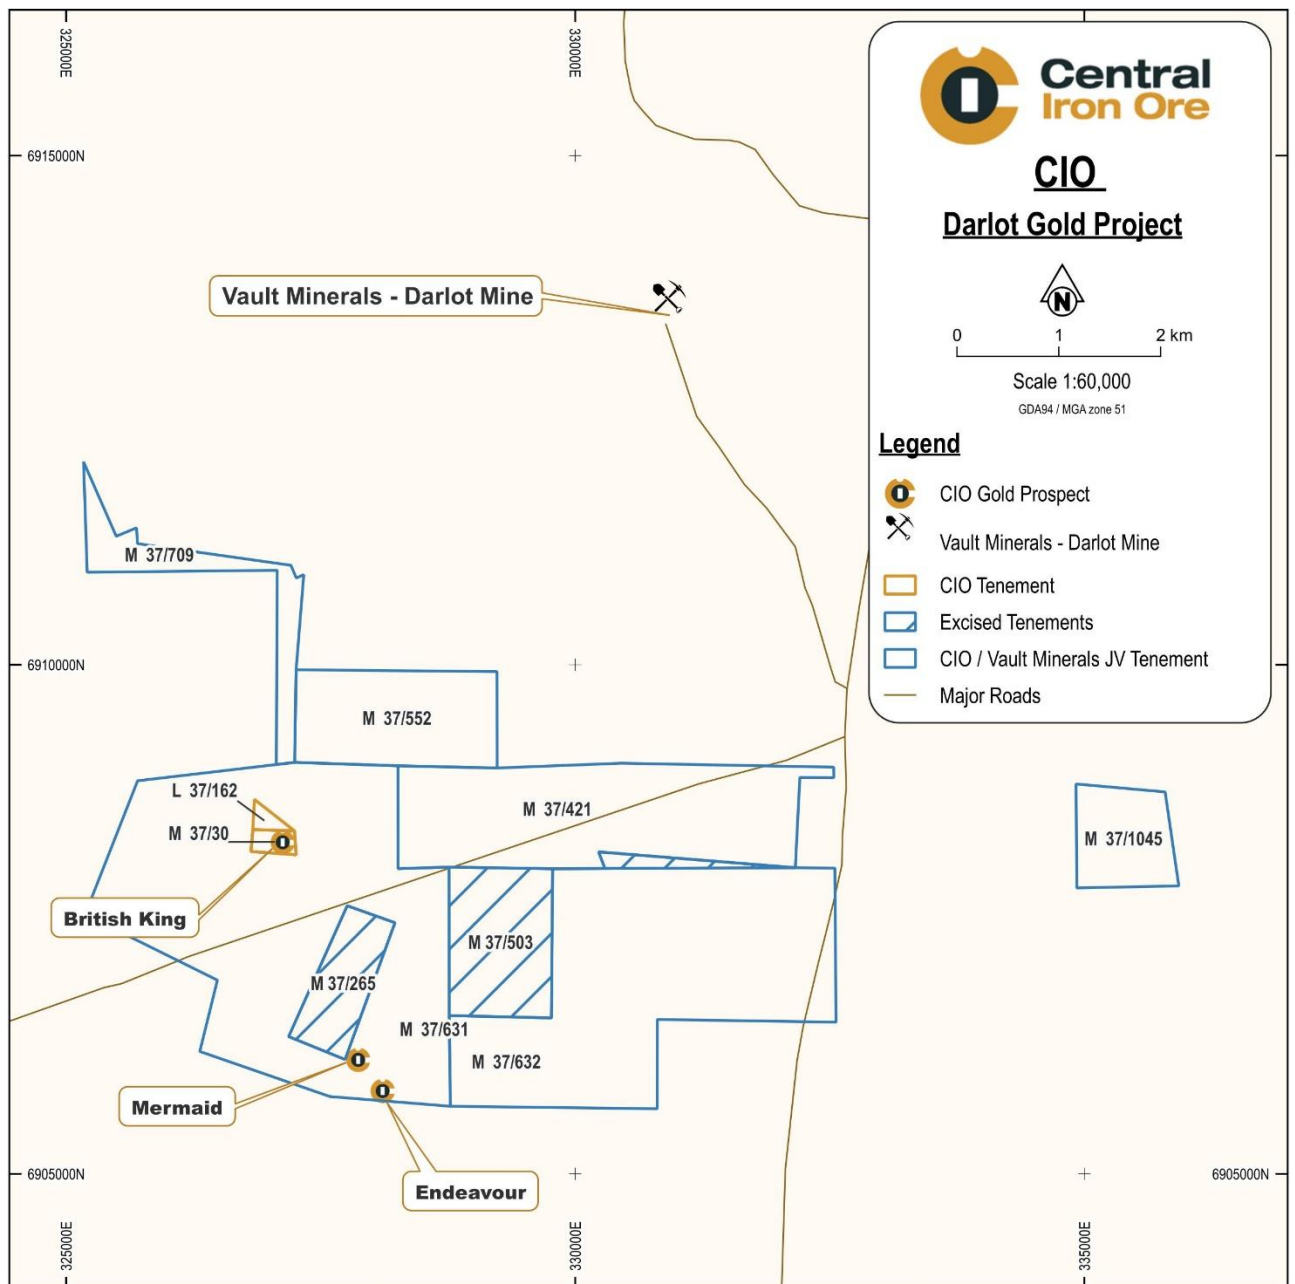 325000E
330000E
Central
Iron Ore
6915000N
CIO
Darlot Gold Project
Vault Minerals - Darlot Mine
N
0 1 2 km
Scale 1:60,000
GDA94 / MGA zone 51
Legend
CIO Gold Prospect
Vault Minerals - Darlot Mine
CIO Tenement
Excised Tenements
CIO / Vault Minerals JV Tenement
Major Roads
M 37/709
6910000N
M 37/552
L 37/162
M 37/421
M 37/30
M 37/1045
British King
M 37/503
M 37/265
M 37/631
M 37/632
Mermaid
6905000N
6905000N
Endeavour
325000E
330000E
335000E